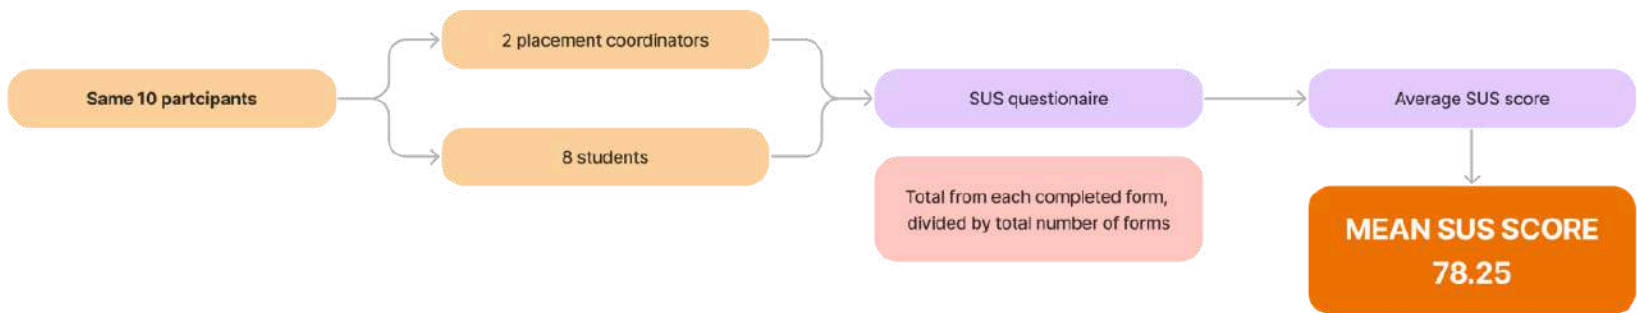 Same 10 partcipants
2 placement coordinators
8 students
SUS questionaire
Total from each completed form,
divided by total number of forms
Average SUS score
MEAN SUS SCORE
78.25